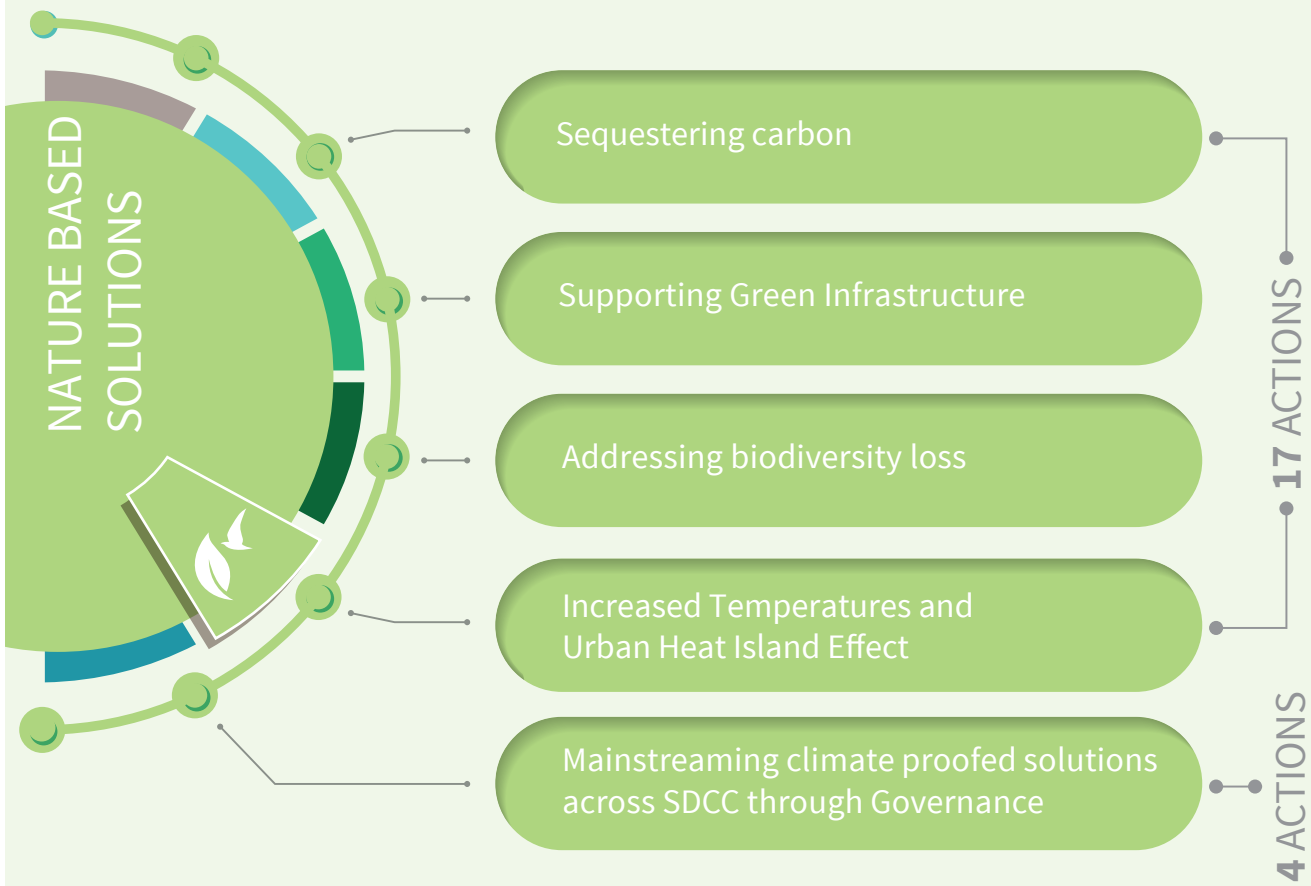 NATURE BASED
SOLUTIONS
Sequestering carbon
Supporting Green Infrastructure
Addressing biodiversity loss
Increased Temperatures and
Urban Heat Island Effect
Mainstreaming climate proofed solutions
across SDCC through Governance
17 ACTIONS
4 ACTIONS